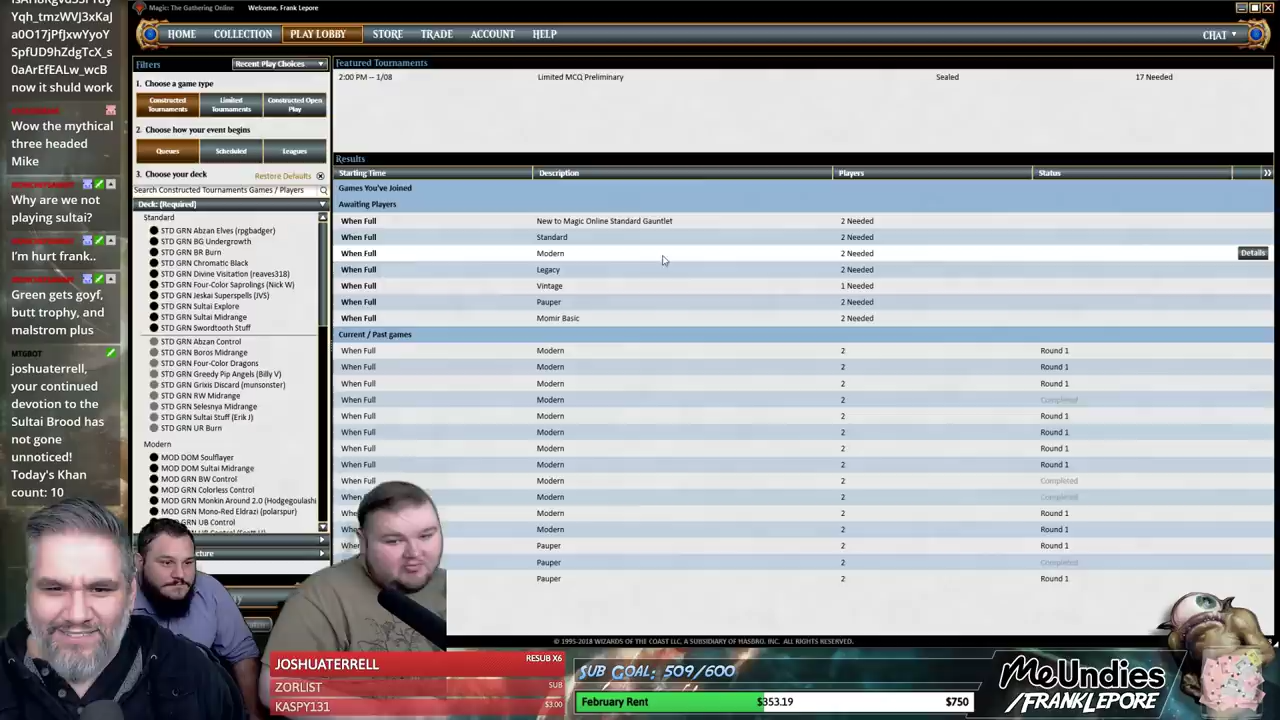 Yqh_tmzWV3JxKaJ
a0O17jPfJxwYyoY
SpfUD9hZdgTcX_s
0aArEfEALw_wcB
now it shuld work
Wow the mythical
three headed
Mike
Why are we not
playing sultai?
I'm hurt frank..
Green gets goyf,
butt trophy, and
malstrom plus
MTGBOT
joshuaterrell,
your continued
devotion to the
Sultai Brood has
not gone
unnoticed!
Today's Khan
count: 10
Magic: The Gathering Online Welcome, Frank Lepore
HOME COLLECTION PLAY LOBBY STORE TRADE ACCOUNT HELP CHAT
Filters Recent Play Choices
1. Choose a game type
Constructed Tournaments Limited Tournaments Constructed Open Play
2. Choose how your event begins
Queues Scheduled Leagues
3. Choose your deck Restore Defaults
Search Constructed Tournaments Games / Players
Deck: (Required)
Standard
STD GRN Abzan Elves (rpgbadger)
STD GRN BG Undergrowth
STD GRN BR Burn
STD GRN Chromatic Black
STD GRN Divine Visitation (reaves318)
STD GRN Four-Color Saprolings (Nick W)
STD GRN Jeskai Superspells (JVS)
STD GRN Sultai Explore
STD GRN Sultai Midrange
STD GRN Swordtooth Stuff
STD GRN Abzan Control
STD GRN Boros Midrange
STD GRN Four-Color Dragons
STD GRN Greedy Pip Angels (Billy V)
STD GRN Grixis Discard (munsonster)
STD GRN RW Midrange
STD GRN Selesnya Midrange
STD GRN Sultai Stuff (Erik J)
STD GRN UR Burn
Modern
MOD DOM Soulflayer
MOD DOM Sultai Midrange
MOD GRN BW Control
MOD GRN Colorless Control
MOD GRN Monkin Around 2.0 (Hodgegoulash
MOD GRN Mono-Red Eldrazi (polarspur)
MOD GRN UB Control
Featured Tournaments
2:00 PM -- 1/08 Limited MCQ Preliminary Sealed 17 Needed
Results
Starting Time Description Players Status
Games You've Joined
Awaiting Players
When Full New to Magic Online Standard Gauntlet 2 Needed
When Full Standard 2 Needed
When Full Modern 2 Needed Details
When Full Legacy 2 Needed
When Full Vintage 1 Needed
When Full Pauper 2 Needed
When Full Momir Basic 2 Needed
Current / Past games
When Full Modern 2 Round 1
When Full Modern 2 Round 1
When Full Modern 2 Round 1
When Full Modern 2 Completed
When Full Modern 2 Round 1
When Full Modern 2 Round 1
When Full Modern 2 Round 1
When Full Modern 2 Round 1
When Full Modern 2 Completed
When Modern 2 Completed
Modern 2 Round 1
Modern 2 Round 1
Pauper 2 Round 1
Pauper 2 Completed
Pauper 2 Round 1
© 1995-2018 WIZARDS OF THE COAST LLC, A SUBSIDIARY OF HASBRO, INC. ALL RIGHTS RESERVED.
JOSHUATERRELL RESUB X6
ZORLIST SUB
KASPY131 $3.00
SUB GOAL: 509/600
February Rent $353.19 $750
MeUndies
/FRANKLEPORE